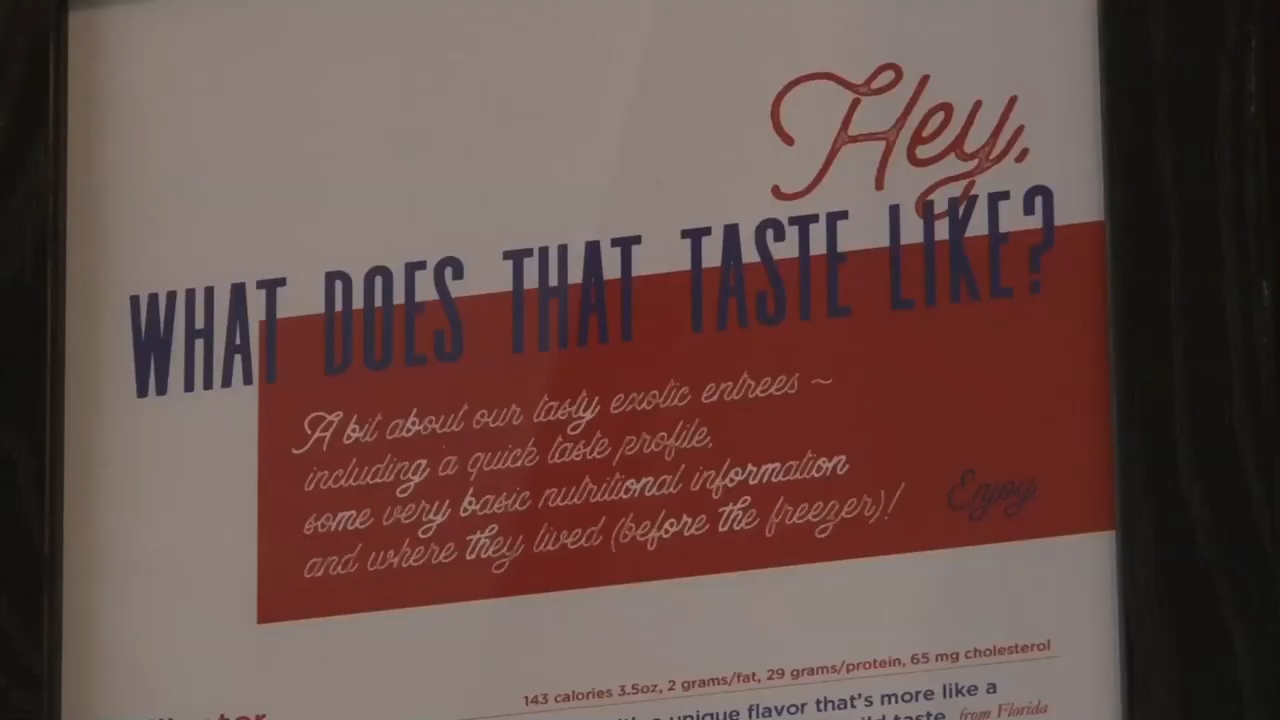 Hey,
WHAT DOES THAT TASTE LIKE?
A bit about our tasty exotic entrees ~
including a quick taste profile,
some very basic nutritional information
and where they lived (before the freezer)!
Enjoy
143 calories 3.5oz, 2 grams/fat, 29 grams/protein, 65 mg cholesterol
unique flavor that's more like a
taste. from Florida